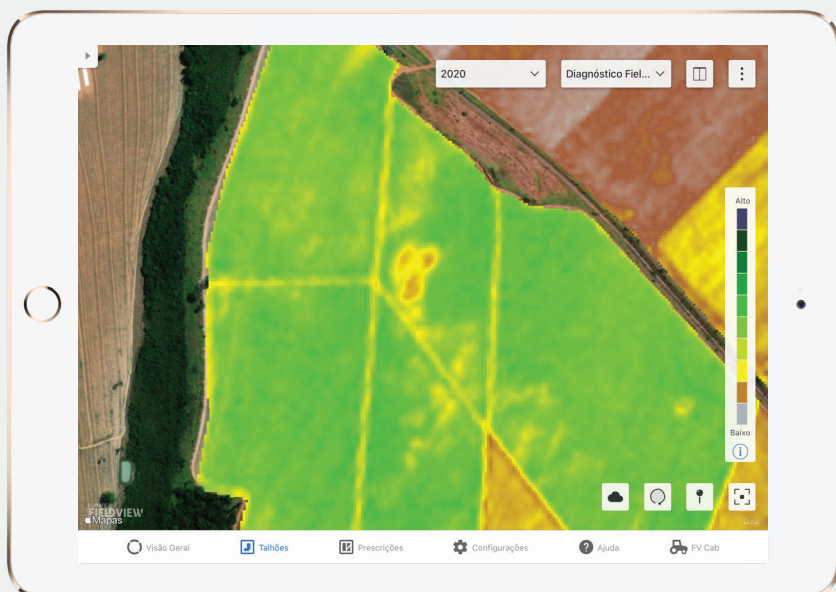 2020
Diagnóstico Fiel...
Alto
Baixo
FIELDVIEW
Mapas
Visão Geral
Talhões
Prescrições
Configurações
Ajuda
FV Cab